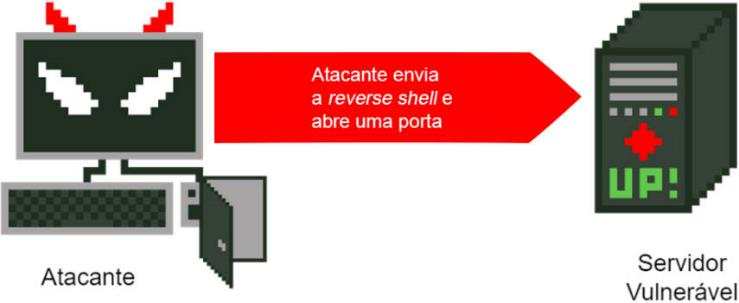 Atacante envia
a reverse shell e
abre uma porta
UP!
Atacante
Servidor
Vulnerável